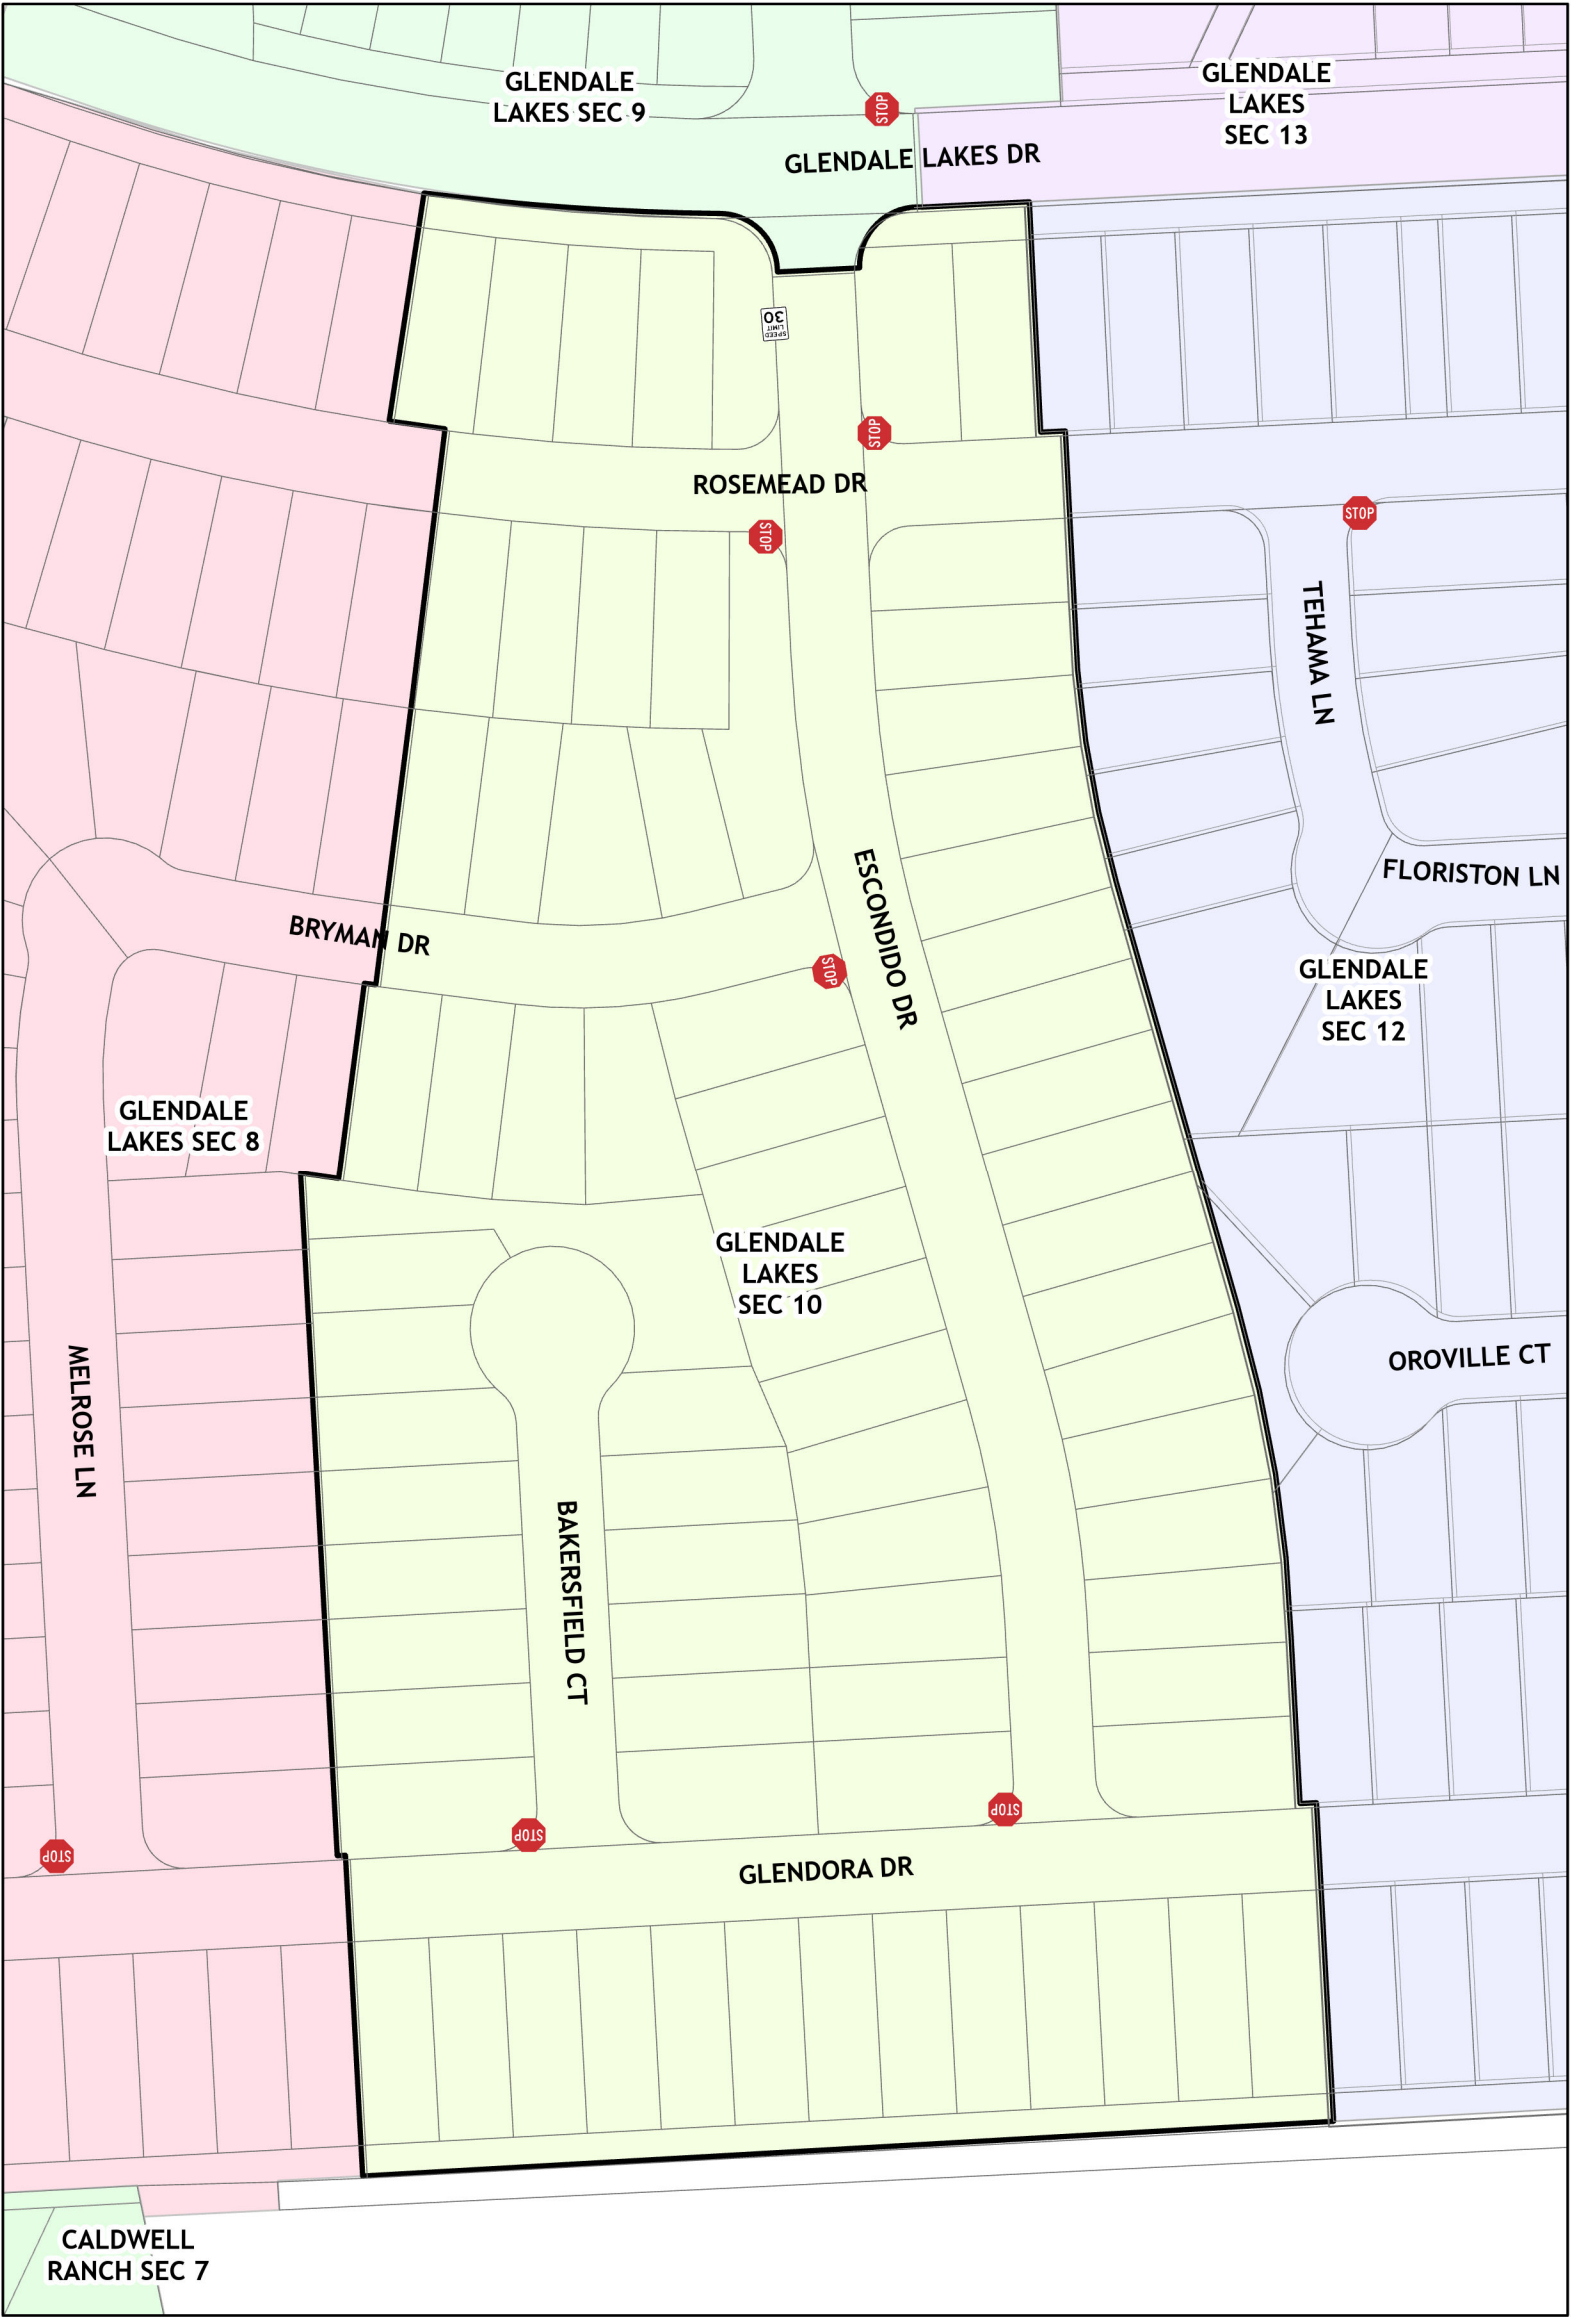 GLENDALE
LAKES SEC 9
GLENDALE
LAKES
SEC 13
STOP
GLENDALE LAKES DR
SPEED
LIMIT
30
STOP
ROSEMEAD DR
STOP
STOP
TEHAMA LN
ESCONDIDO DR
FLORISTON LN
BRYMAN DR
STOP
GLENDALE
LAKES
SEC 12
GLENDALE
LAKES SEC 8
GLENDALE
LAKES
SEC 10
MELROSE LN
OROVILLE CT
BAKERSFIELD CT
STOP
STOP
STOP
GLENDORA DR
CALDWELL
RANCH SEC 7